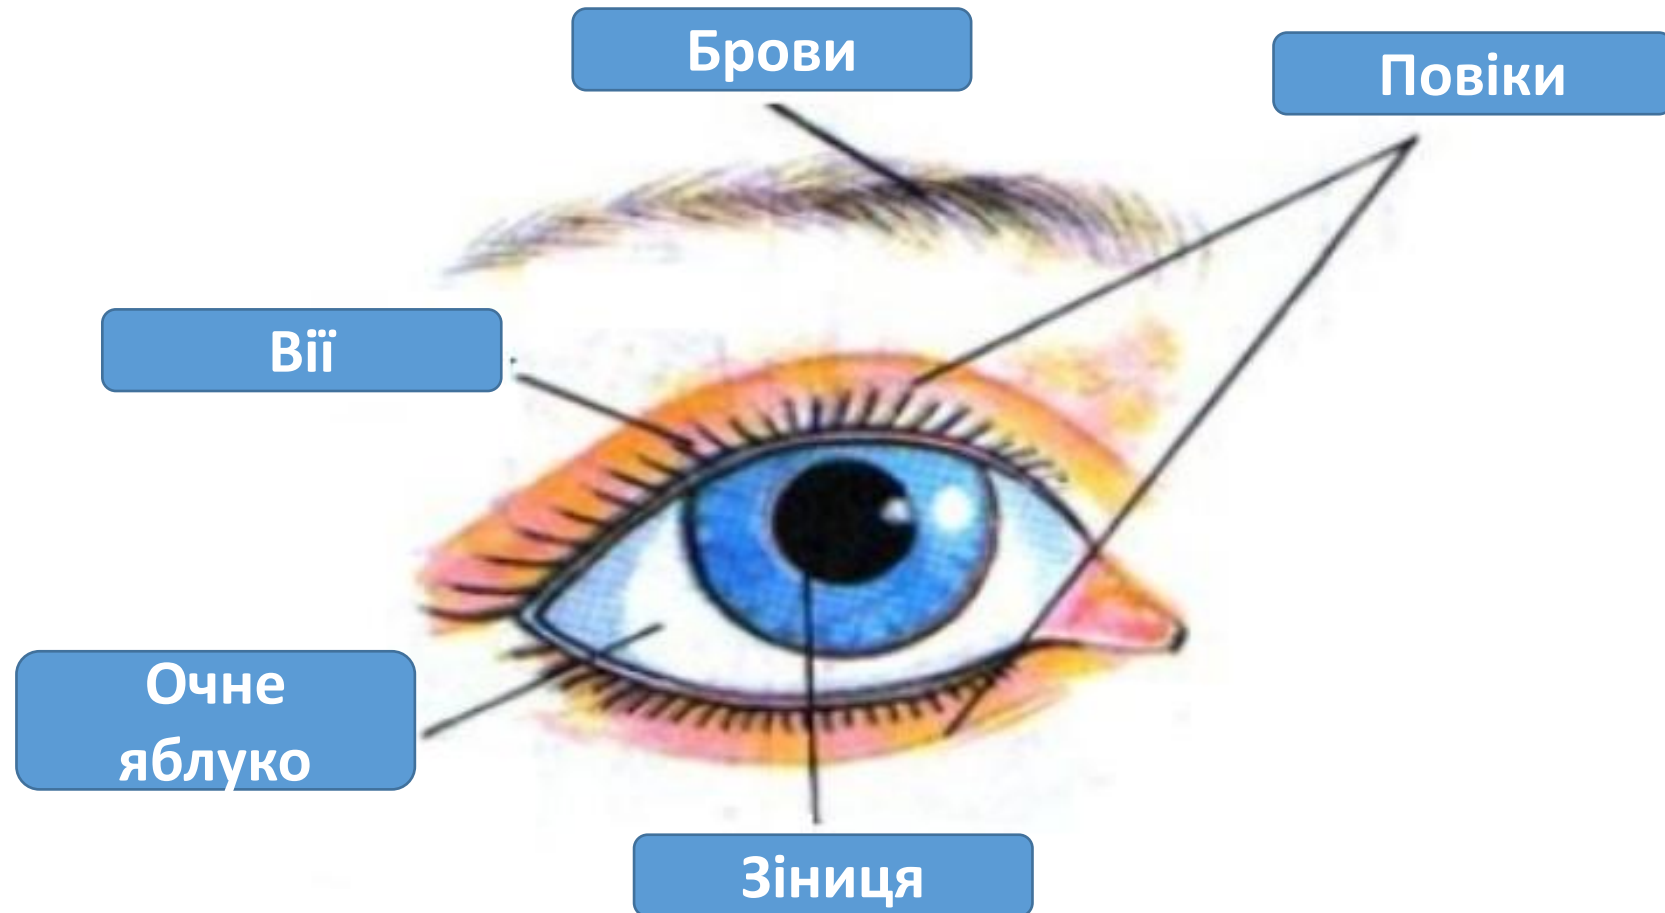 Брови
Повіки
Вії
Очне
яблуко
Зіниця